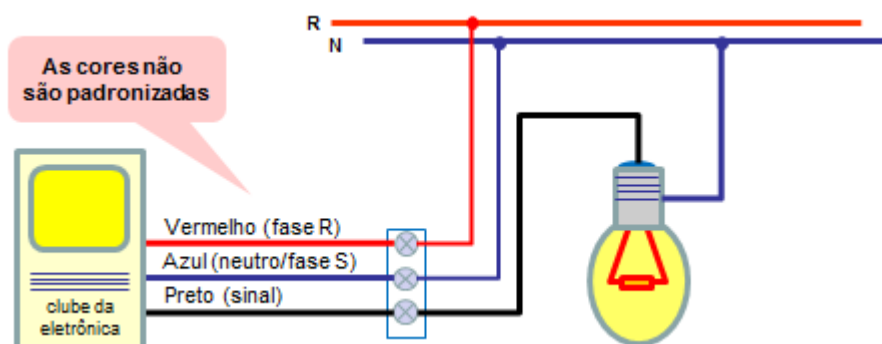 R
N
As cores não
são padronizadas
Vermelho (fase R)
Azul (neutro/fase S)
Preto (sinal)
clube da
eletrônica